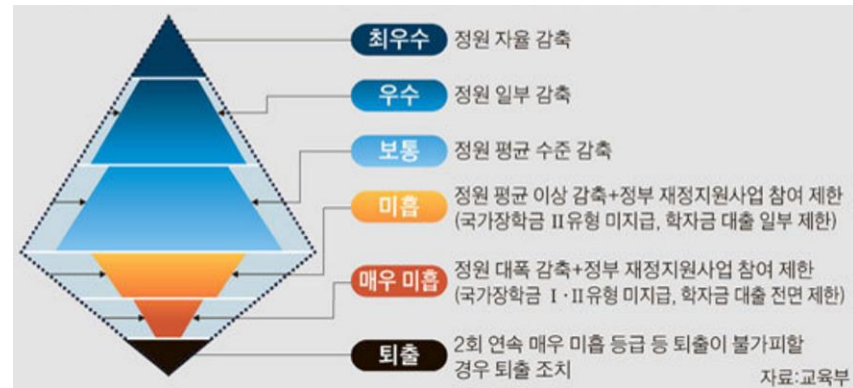 최우수 정원 자율 감축
우수 정원 일부 감축
보통 정원 평균 수준 감축
미흡 정원 평균 이상 감축+정부 재정지원사업 참여 제한
(국가장학금 Ⅱ유형 미지급, 학자금 대출 일부 제한)
매우 미흡 정원 대폭 감축+정부 재정지원사업 참여 제한
(국가장학금 Ⅰ·Ⅱ유형 미지급, 학자금 대출 전면 제한)
퇴출 2회 연속 매우 미흡 등급 등 퇴출이 불가피할
경우 퇴출 조치
자료:교육부